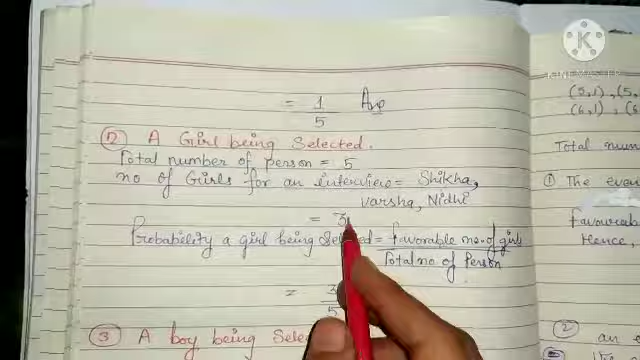 = 1/5 Ans
② A Girl being Selected.
Total number of person = 5
no of Girls for an interview = Shikha,
varsha, Nidhi
= 3
Probability a girl being Selected = favorable no. of girls
Total no of Person
= 3/5
③ A boy being Sele
K
KINEMASTER
(5,1), (5,
(6,1), (6
Total num
① The even
favourab
Hence,
②